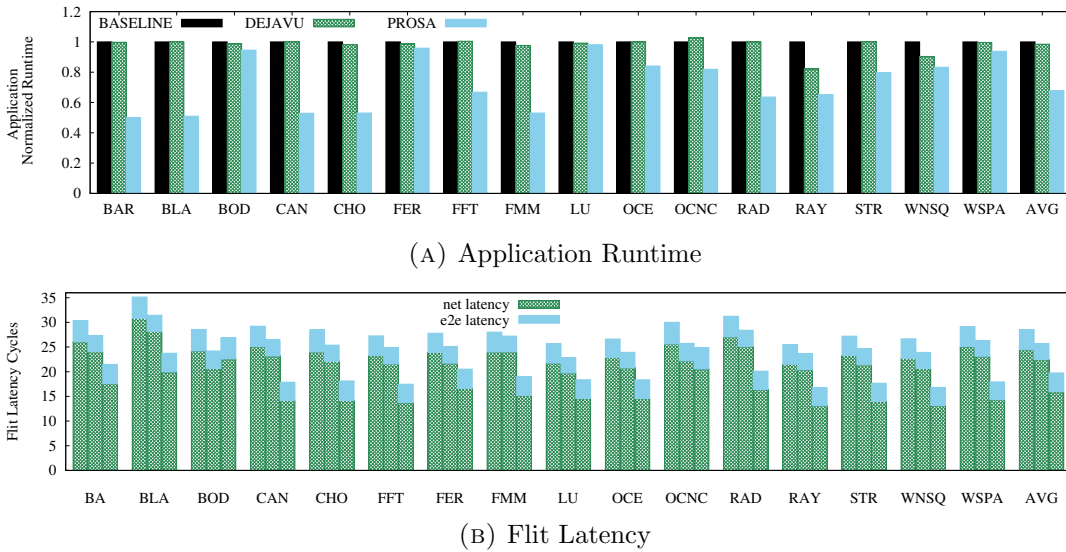 BASELINE DEJAVU PROSA
Application
Normalized Runtime
1.2
1
0.8
0.6
0.4
0.2
0
BAR BLA BOD CAN CHO FER FFT FMM LU OCE OCNC RAD RAY STR WNSQ WSPA AVG
(A) Application Runtime
net latency
e2e latency
Flit Latency Cycles
35
30
25
20
15
10
5
0
BA BLA BOD CAN CHO FFT FER FMM LU OCE OCNC RAD RAY STR WNSQ WSPA AVG
(B) Flit Latency